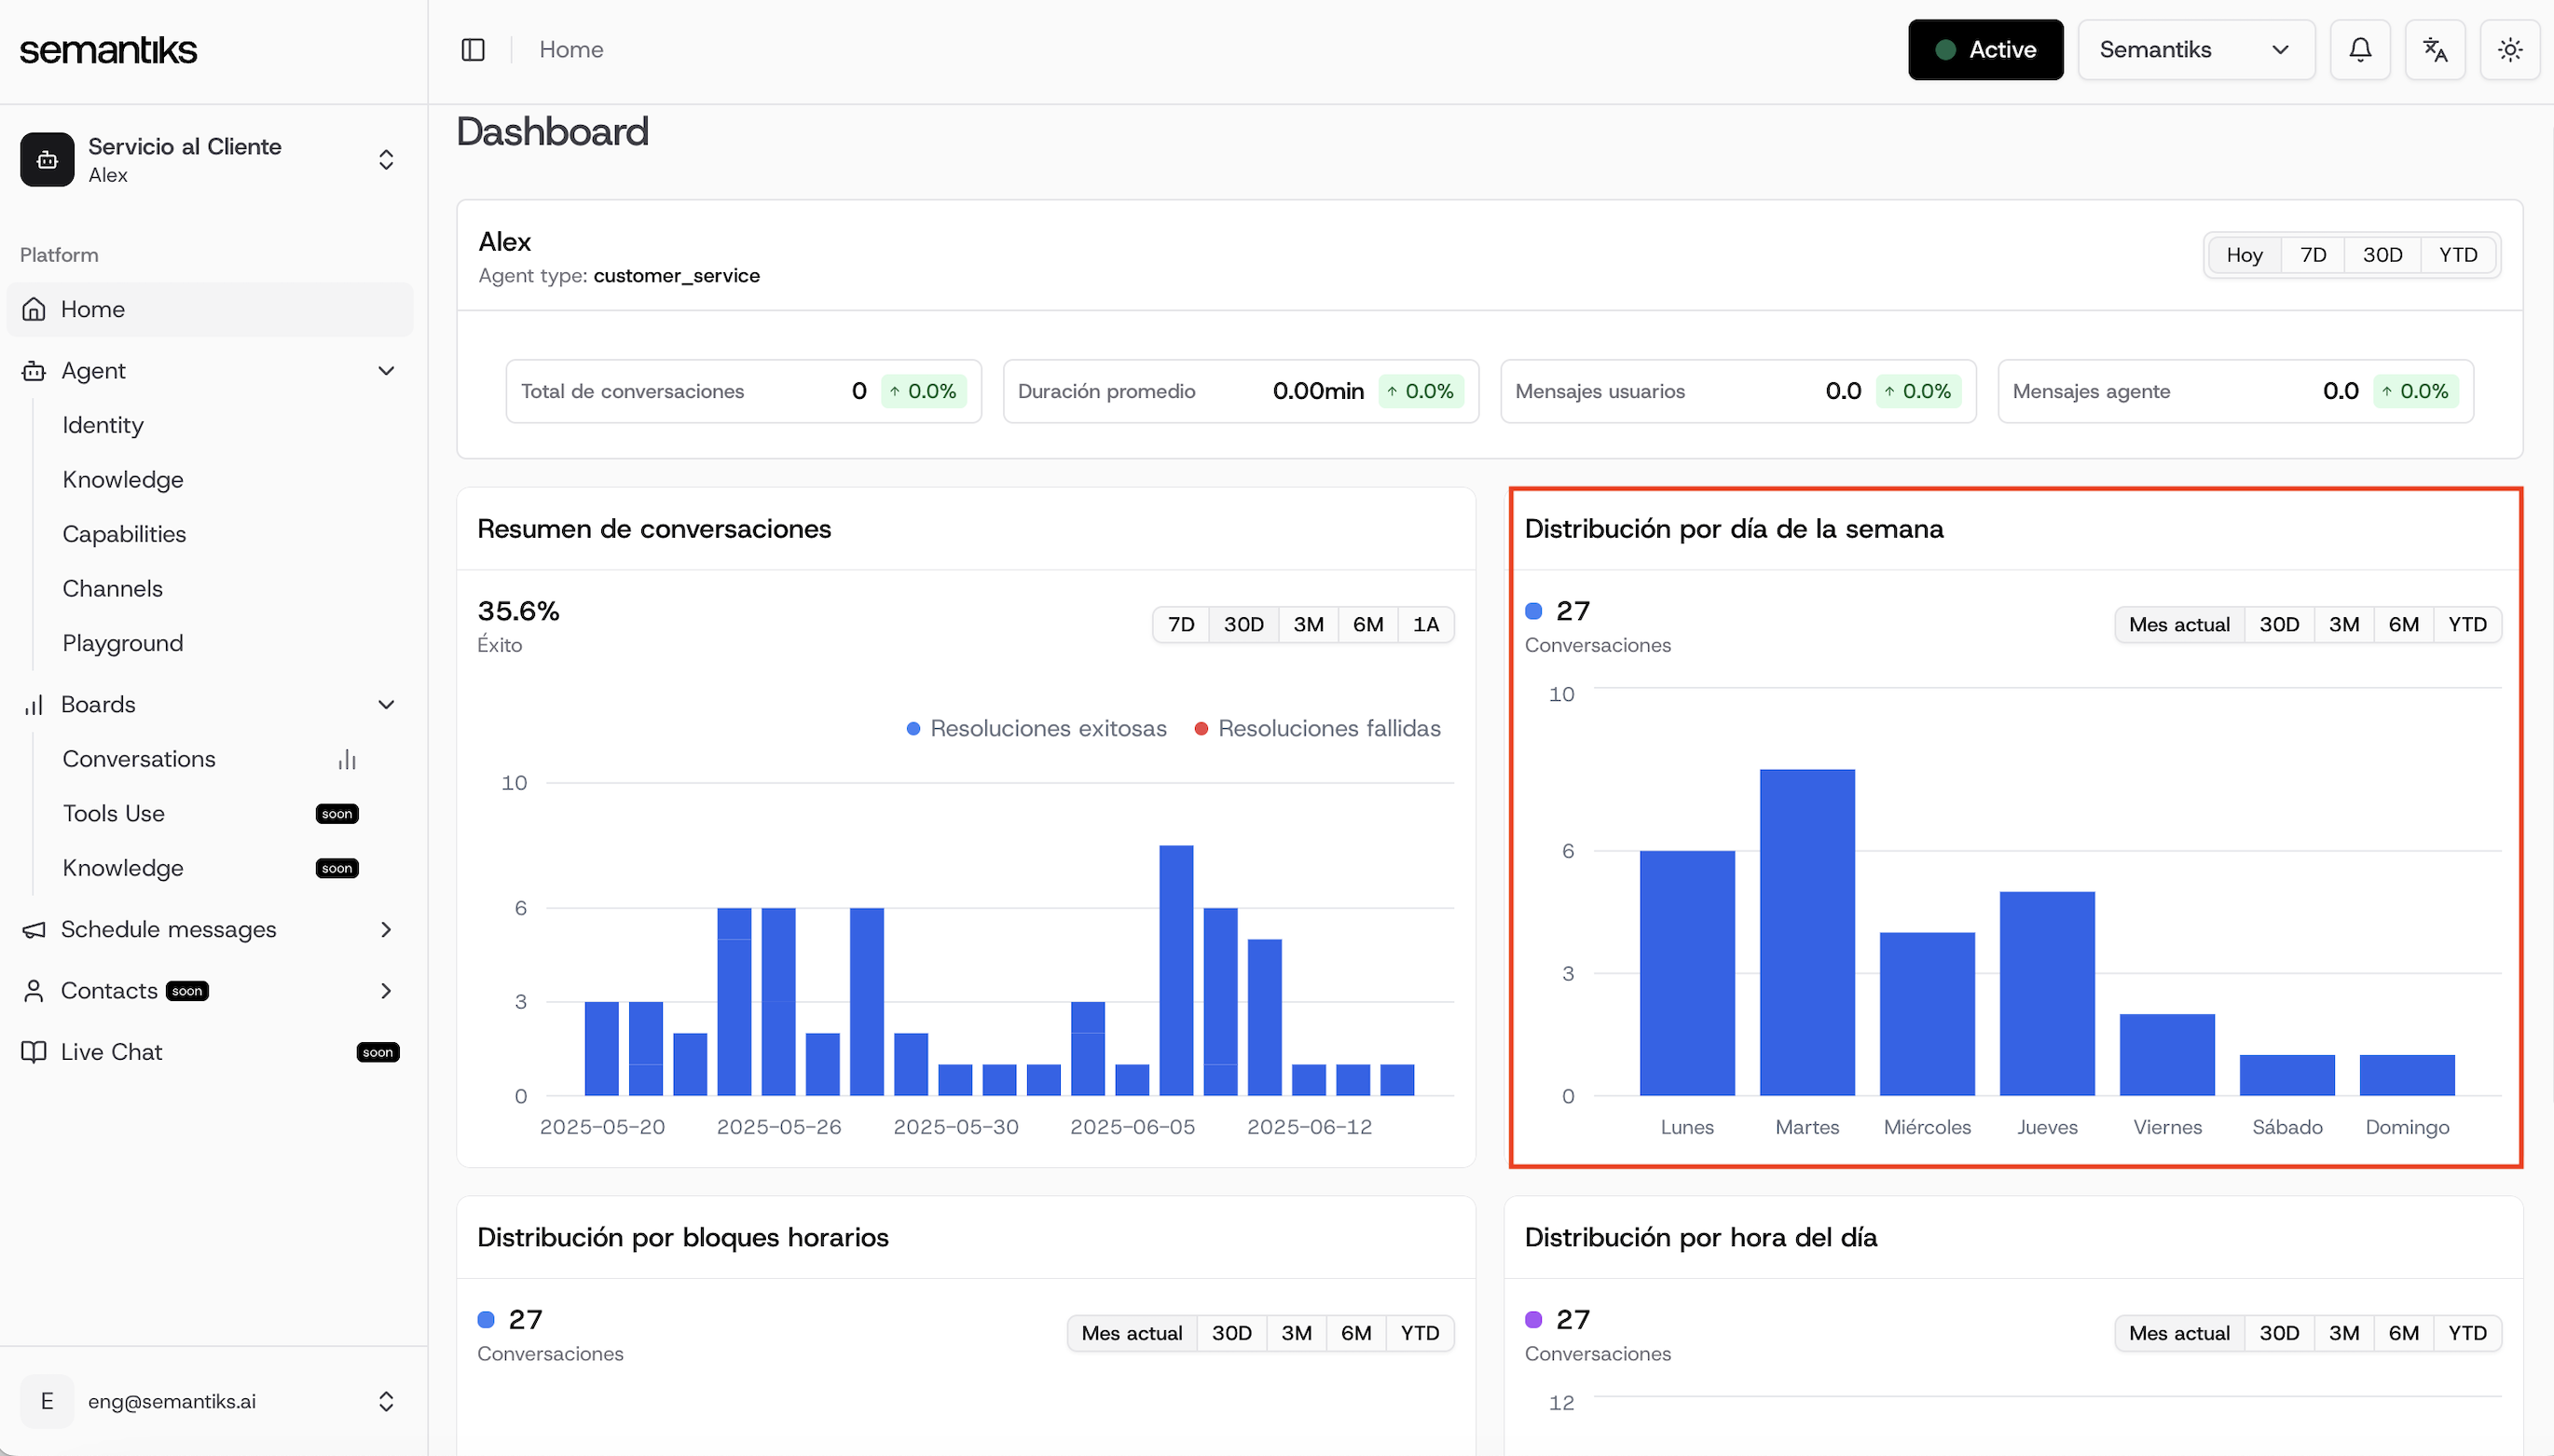 semantiks
Home
Active
Semantiks
Servicio al Cliente
Alex
Platform
Home
Agent
Identity
Knowledge
Capabilities
Channels
Playground
Boards
Conversations
Tools Use soon
Knowledge soon
Schedule messages
Contacts soon
Live Chat soon
E eng@semantiks.ai
Dashboard
Alex
Agent type: customer_service
Hoy 7D 30D YTD
Total de conversaciones 0 ↑ 0.0%
Duración promedio 0.00min ↑ 0.0%
Mensajes usuarios 0.0 ↑ 0.0%
Mensajes agente 0.0 ↑ 0.0%
Resumen de conversaciones
35.6%
Éxito
7D 30D 3M 6M 1A
Resoluciones exitosas Resoluciones fallidas
10
6
3
0
2025-05-20 2025-05-26 2025-05-30 2025-06-05 2025-06-12
Distribución por día de la semana
27
Conversaciones
Mes actual 30D 3M 6M YTD
10
6
3
0
Lunes Martes Miércoles Jueves Viernes Sábado Domingo
Distribución por bloques horarios
27
Conversaciones
Mes actual 30D 3M 6M YTD
Distribución por hora del día
27
Conversaciones
Mes actual 30D 3M 6M YTD
12